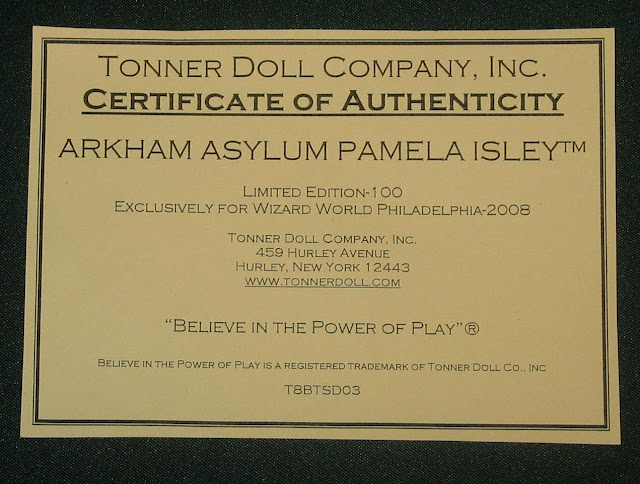 TONNER DOLL COMPANY, INC.
CERTIFICATE OF AUTHENTICITY
ARKHAM ASYLUM PAMELA ISLEY™
LIMITED EDITION-100
EXCLUSIVELY FOR WIZARD WORLD PHILADELPHIA-2008
TONNER DOLL COMPANY, INC.
459 HURLEY AVENUE
HURLEY, NEW YORK 12443
WWW.TONNERDOLL.COM
“BELIEVE IN THE POWER OF PLAY”®
BELIEVE IN THE POWER OF PLAY IS A REGISTERED TRADEMARK OF TONNER DOLL CO., INC
T8BTSD03